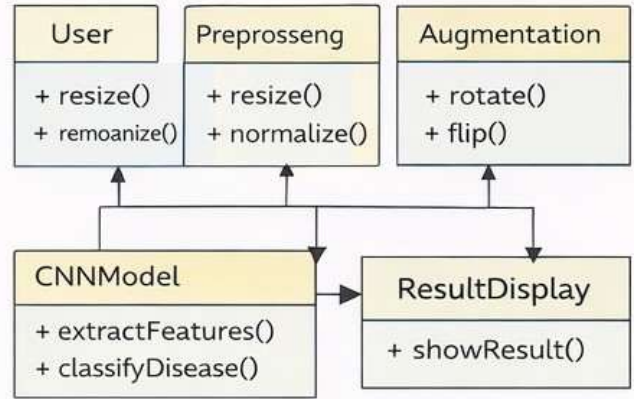 User
+ resize()
+ remoanize()
Preprosseng
+ resize()
+ normalize()
Augmentation
+ rotate()
+ flip()
CNNModel
+ extractFeatures()
+ classifyDisease()
ResultDisplay
+ showResult()